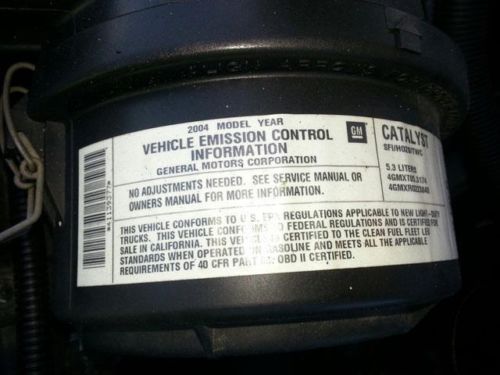 2004 MODEL YEAR
VEHICLE EMISSION CONTROL
INFORMATION
GENERAL MOTORS CORPORATION
NO ADJUSTMENTS NEEDED. SEE SERVICE MANUAL OR
OWNERS MANUAL FOR MORE INFORMATION.
THIS VEHICLE CONFORMS TO U.S. EPA REGULATIONS APPLICABLE TO NEW LIGHT-DUTY
TRUCKS. THIS VEHICLE ALSO CONFORMS TO FEDERAL REGULATIONS AND IS CERTIFIED FOR
SALE IN CALIFORNIA. THIS VEHICLE IS CERTIFIED TO THE CLEAN FUEL FLEET LEV
STANDARDS WHEN OPERATED ON GASOLINE AND MEETS ALL THE APPLICABLE
REQUIREMENTS OF 40 CFR PART OBD II CERTIFIED.
GM
CATALYST
5.3 LITERS